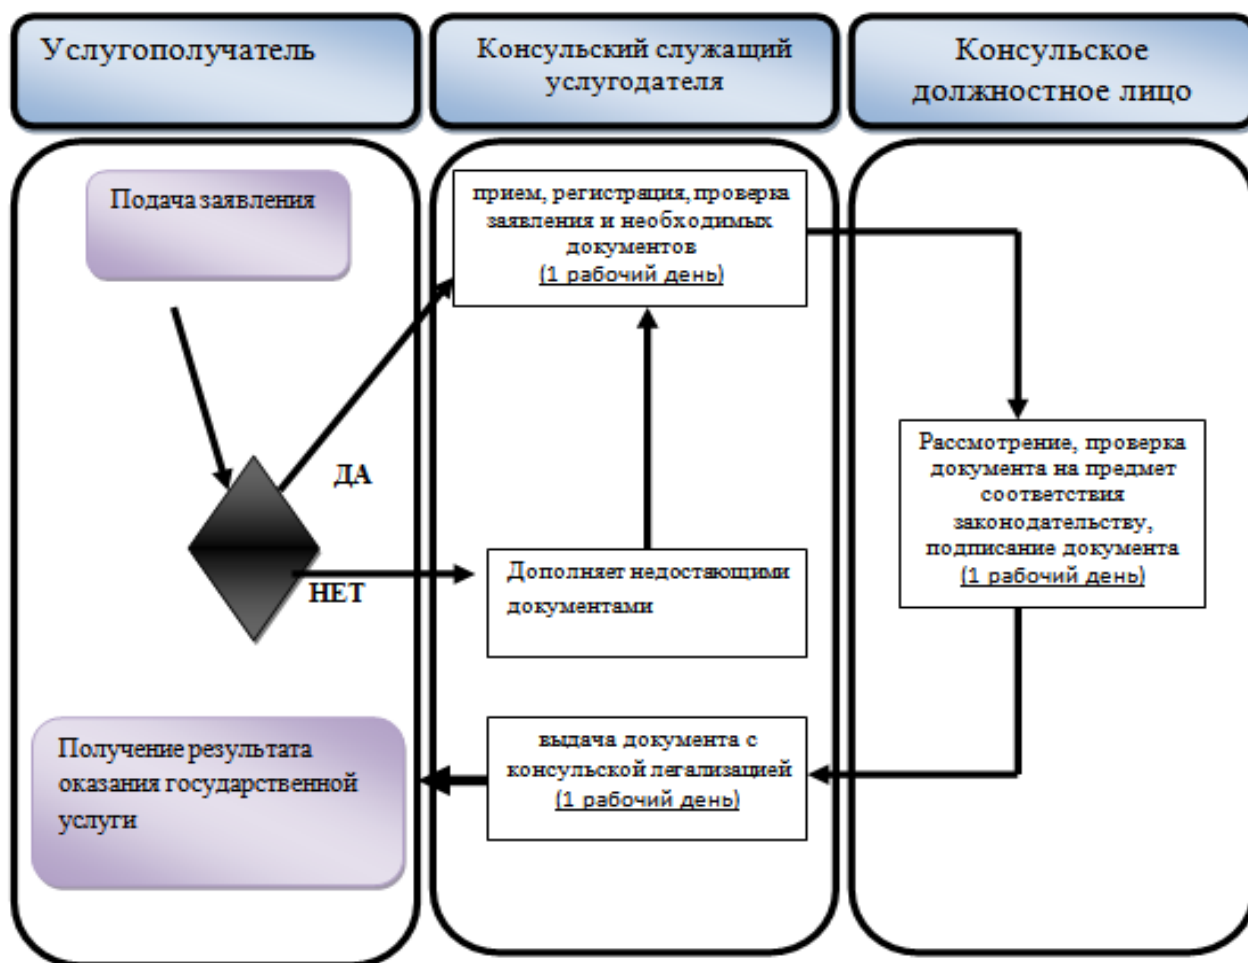 Услугополучатель
Консульский служащий
услугодателя
Консульское
должностное лицо
Подача заявления
прием, регистрация, проверка
заявления и необходимых
документов
(1 рабочий день)
ДА
НЕТ
Дополняет недостающими
документами
Рассмотрение, проверка
документа на предмет
соответствия
законодательству,
подписание документа
(1 рабочий день)
выдача документа с
консульской легализацией
(1 рабочий день)
Получение результата
оказания государственной
услуги